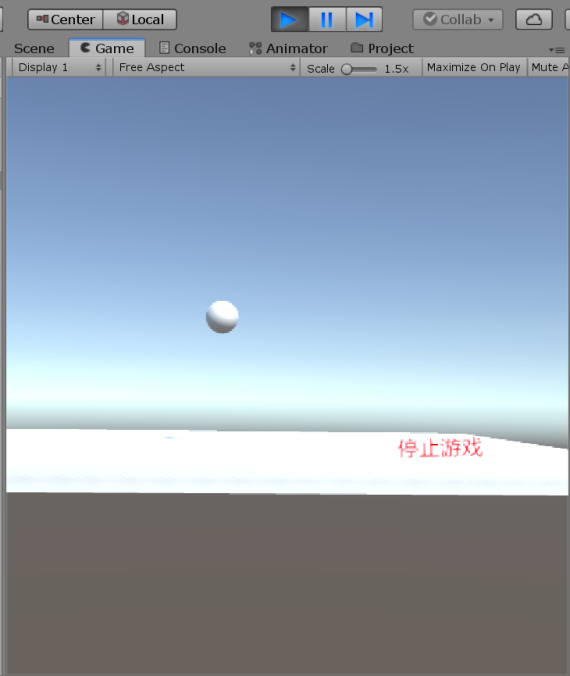 Center Local Collab
Scene Game Console Animator Project
Display 1 Free Aspect Scale 1.5x Maximize On Play Mute A
停止游戏